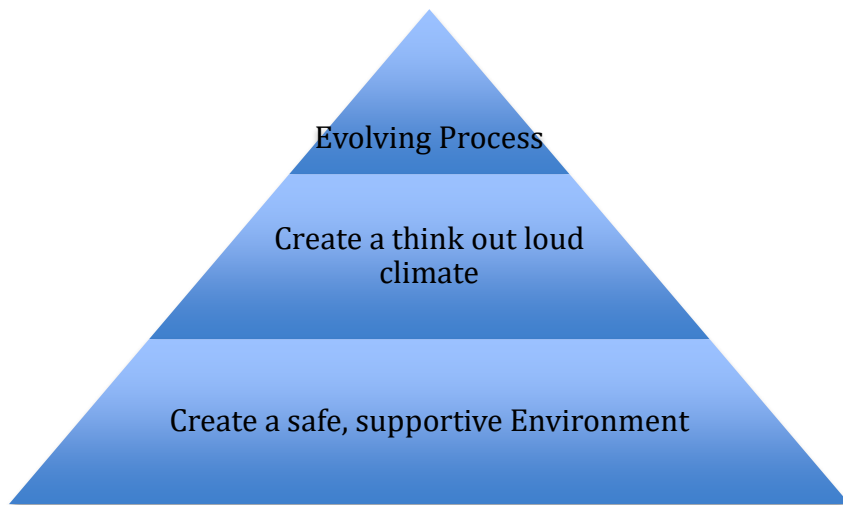 Evolving Process
Create a think out loud
climate
Create a safe, supportive Environment